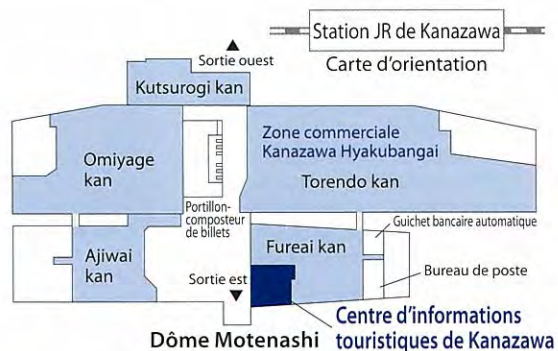 Station JR de Kanazawa
Carte d'orientation
Sortie ouest
Kutsurogi kan
Zone commerciale
Kanazawa Hyakubangai
Omiyage
kan
Torendo kan
Portillon-
composteur
de billets
Guichet bancaire automatique
Ajiwai
kan
Fureai kan
Bureau de poste
Sortie est
Centre d'informations
touristiques de Kanazawa
Dôme Motenashi